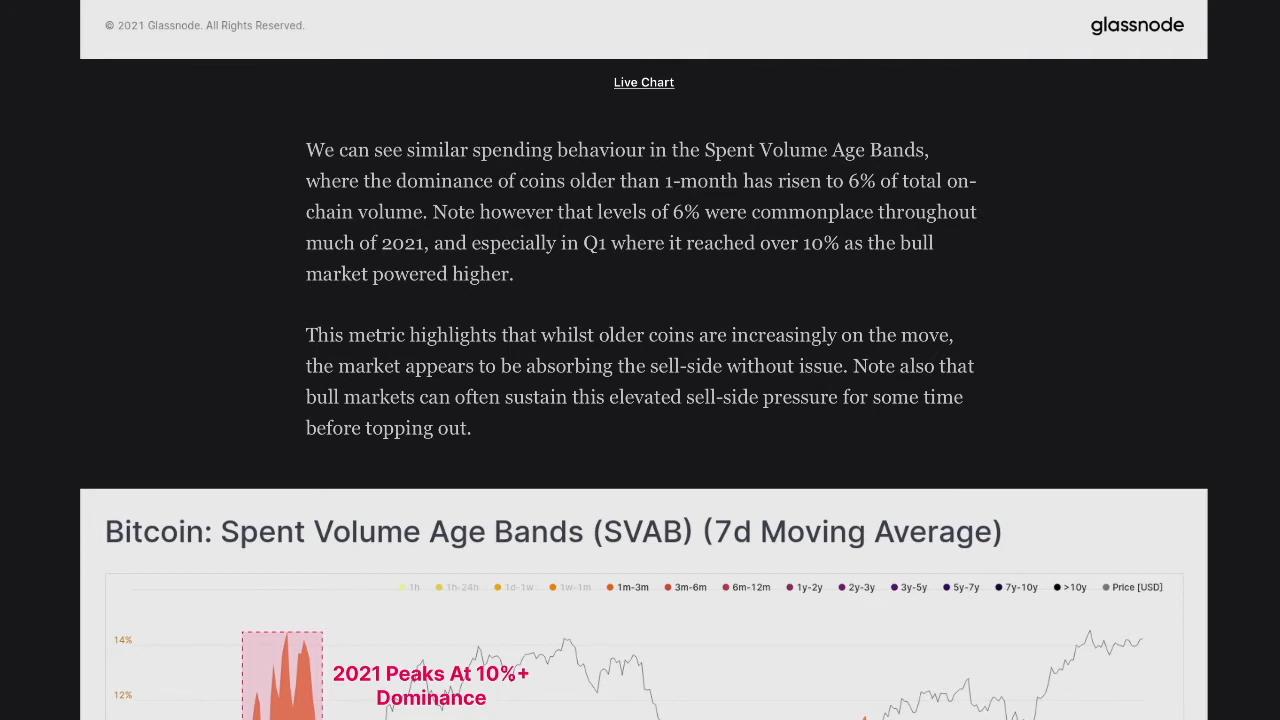 © 2021 Glassnode. All Rights Reserved.
glassnode
Live Chart
We can see similar spending behaviour in the Spent Volume Age Bands,
where the dominance of coins older than 1-month has risen to 6% of total on-
chain volume. Note however that levels of 6% were commonplace throughout
much of 2021, and especially in Q1 where it reached over 10% as the bull
market powered higher.
This metric highlights that whilst older coins are increasingly on the move,
the market appears to be absorbing the sell-side without issue. Note also that
bull markets can often sustain this elevated sell-side pressure for some time
before topping out.
Bitcoin: Spent Volume Age Bands (SVAB) (7d Moving Average)
1h 1h-24h 1d-1w 1w-1m 1m-3m 3m-6m 6m-12m 1y-2y 2y-3y 3y-5y 5y-7y 7y-10y >10y Price [USD]
14%
2021 Peaks At 10%+
Dominance
12%